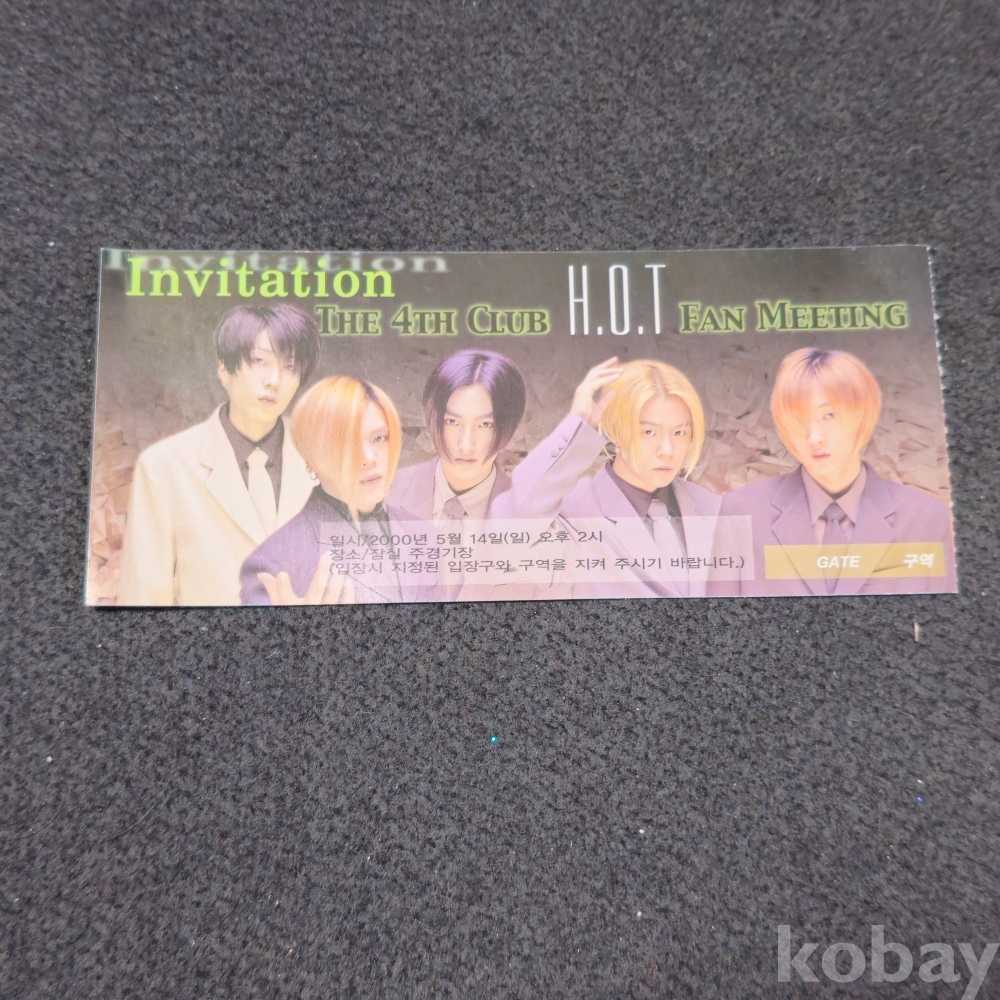 Invitation
Invitation
THE 4TH CLUB H.O.T FAN MEETING
일시/2000년 5월 14일(일) 오후 2시
장소/잠실 주경기장
(입장시 지정된 입장구와 구역을 지켜 주시기 바랍니다.)
GATE 구역
kobay